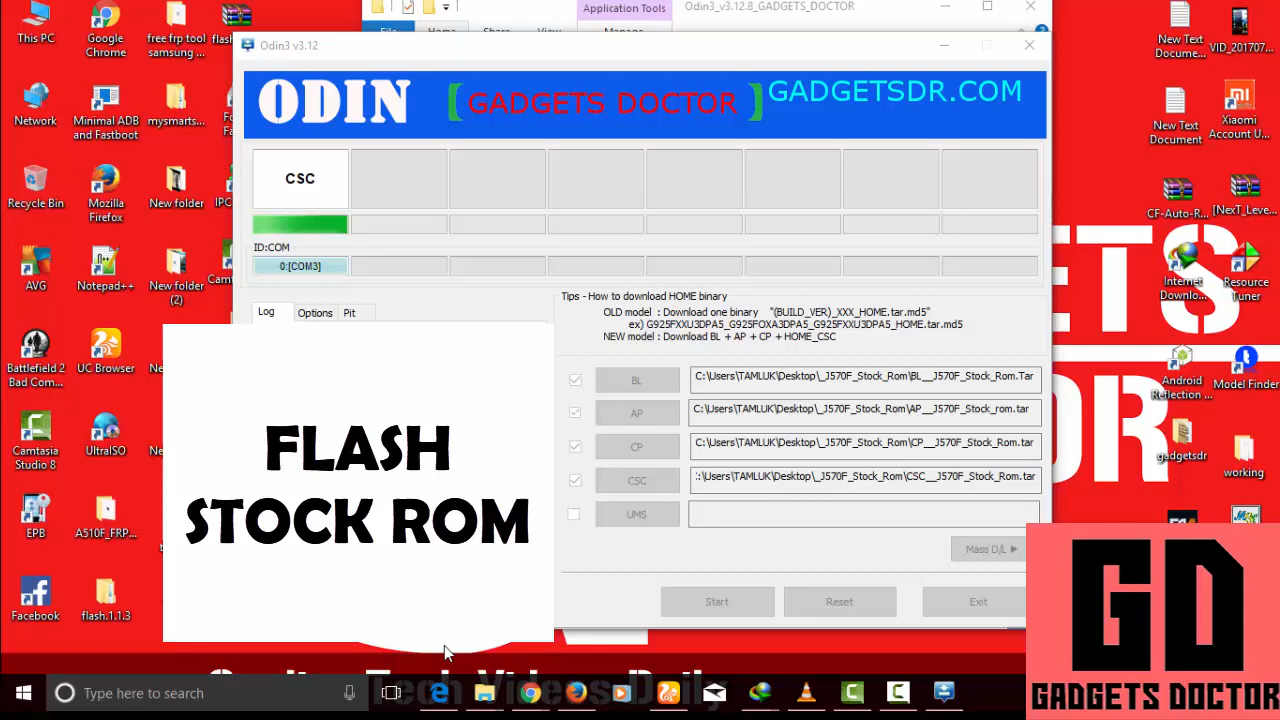 Application Tools
Odin3_v3.12.8_GADGETS_DOCTOR
File
Home
Share
View
Manage
Odin3 v3.12
ODIN
[ GADGETS DOCTOR ]
GADGETSDR.COM
CSC
ID:COM
0:[COM3]
Log
Options
Pit
Tips - How to download HOME binary
OLD model : Download one binary "(BUILD_VER)_XXX_HOME.tar.md5"
ex) G925FXXU3DPA5_G925FOXA3DPA5_G925FXXU3DPA5_HOME.tar.md5
NEW model : Download BL + AP + CP + HOME_CSC
BL
C:\Users\TAMLUK\Desktop\_J570F_Stock_Rom\BL__J570F_Stock_Rom.Tar
AP
C:\Users\TAMLUK\Desktop\_J570F_Stock_Rom\AP__J570F_Stock_rom.tar
CP
C:\Users\TAMLUK\Desktop\_J570F_Stock_Rom\CP__J570F_Stock_Rom.tar
CSC
:\Users\TAMLUK\Desktop\_J570F_Stock_Rom\CSC__J570F_Stock_Rom.tar
UMS
Mass D/L
Start
Reset
Exit
FLASH
STOCK ROM
This PC
Google
Chrome
free frp tool
samsung ...
Network
Minimal ADB
and Fastboot
mysmarts...
Recycle Bin
Mozilla
Firefox
New folder
AVG
Notepad++
New folder
(2)
Battlefield 2
Bad Com...
UC Browser
Camtasia
Studio 8
UltraISO
EPB
A510F_FRP...
Facebook
flash.1.1.3
New Text
Docume...
VID_201707...
New Text
Document
Xiaomi
Account U...
CF-Auto-R...
[NexT_Leve...
Internet
Downlo...
Resource
Tuner
Android
Reflection ...
Model Finder
gadgetsdr
working
GD
GADGETS DOCTOR
Type here to search